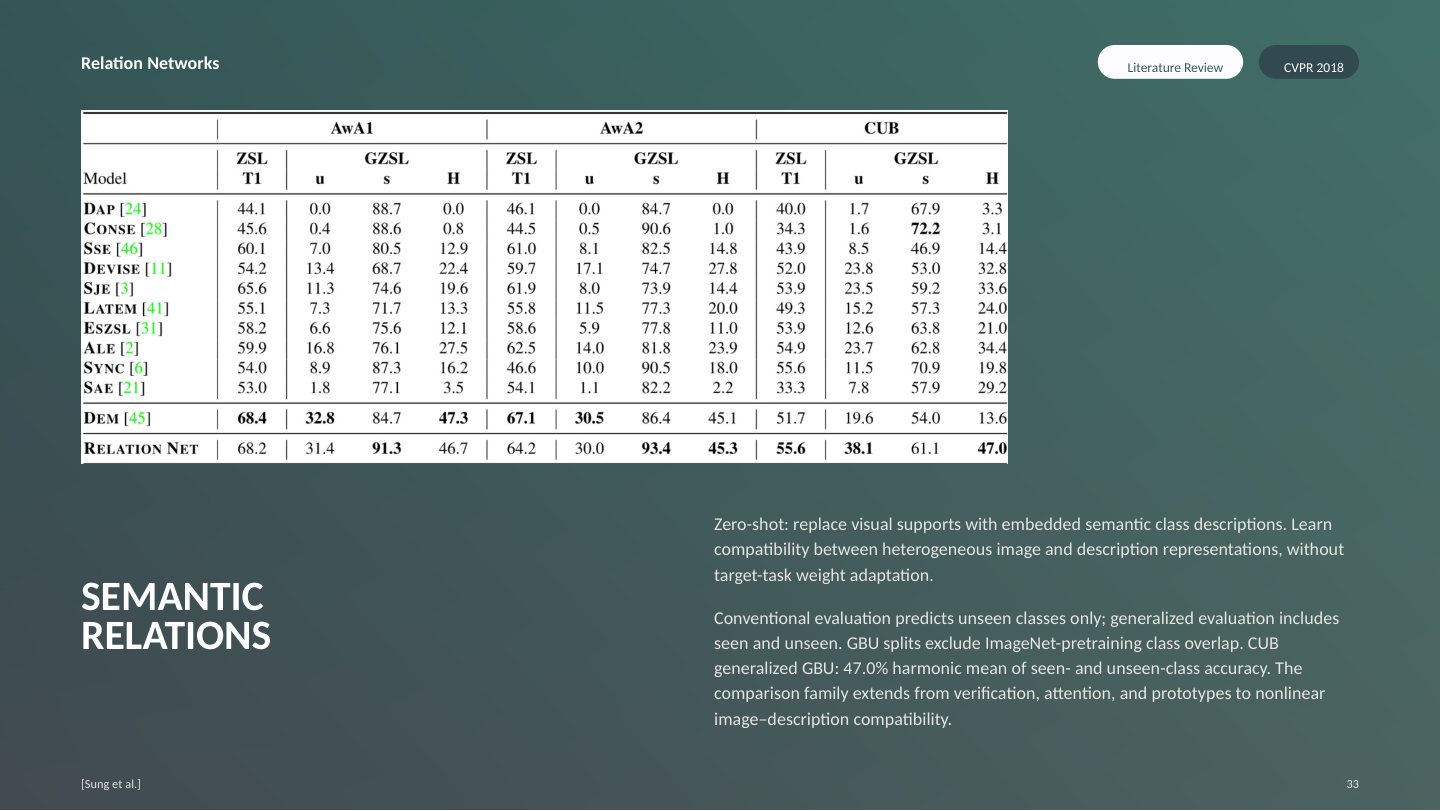 Relation Networks
Literature Review
CVPR 2018
AwA1 AwA2 CUB
ZSL GZSL ZSL GZSL ZSL GZSL
Model T1 u s H T1 u s H T1 u s H
DAP [24] 44.1 0.0 88.7 0.0 46.1 0.0 84.7 0.0 40.0 1.7 67.9 3.3
CONSE [28] 45.6 0.4 88.6 0.8 44.5 0.5 90.6 1.0 34.3 1.6 72.2 3.1
SSE [46] 60.1 7.0 80.5 12.9 61.0 8.1 82.5 14.8 43.9 8.5 46.9 14.4
DEVISE [11] 54.2 13.4 68.7 22.4 59.7 17.1 74.7 27.8 52.0 23.8 53.0 32.8
SJE [3] 65.6 11.3 74.6 19.6 61.9 8.0 73.9 14.4 53.9 23.5 59.2 33.6
LATEM [41] 55.1 7.3 71.7 13.3 55.8 11.5 77.3 20.0 49.3 15.2 57.3 24.0
ESZSL [31] 58.2 6.6 75.6 12.1 58.6 5.9 77.8 11.0 53.9 12.6 63.8 21.0
ALE [2] 59.9 16.8 76.1 27.5 62.5 14.0 81.8 23.9 54.9 23.7 62.8 34.4
SYNC [6] 54.0 8.9 87.3 16.2 46.6 10.0 90.5 18.0 55.6 11.5 70.9 19.8
SAE [21] 53.0 1.8 77.1 3.5 54.1 1.1 82.2 2.2 33.3 7.8 57.9 29.2
DEM [45] 68.4 32.8 84.7 47.3 67.1 30.5 86.4 45.1 51.7 19.6 54.0 13.6
RELATION NET 68.2 31.4 91.3 46.7 64.2 30.0 93.4 45.3 55.6 38.1 61.1 47.0
SEMANTIC
RELATIONS
Zero-shot: replace visual supports with embedded semantic class descriptions. Learn
compatibility between heterogeneous image and description representations, without
target-task weight adaptation.
Conventional evaluation predicts unseen classes only; generalized evaluation includes
seen and unseen. GBU splits exclude ImageNet-pretraining class overlap. CUB
generalized GBU: 47.0% harmonic mean of seen- and unseen-class accuracy. The
comparison family extends from verification, attention, and prototypes to nonlinear
image–description compatibility.
[Sung et al.]
33